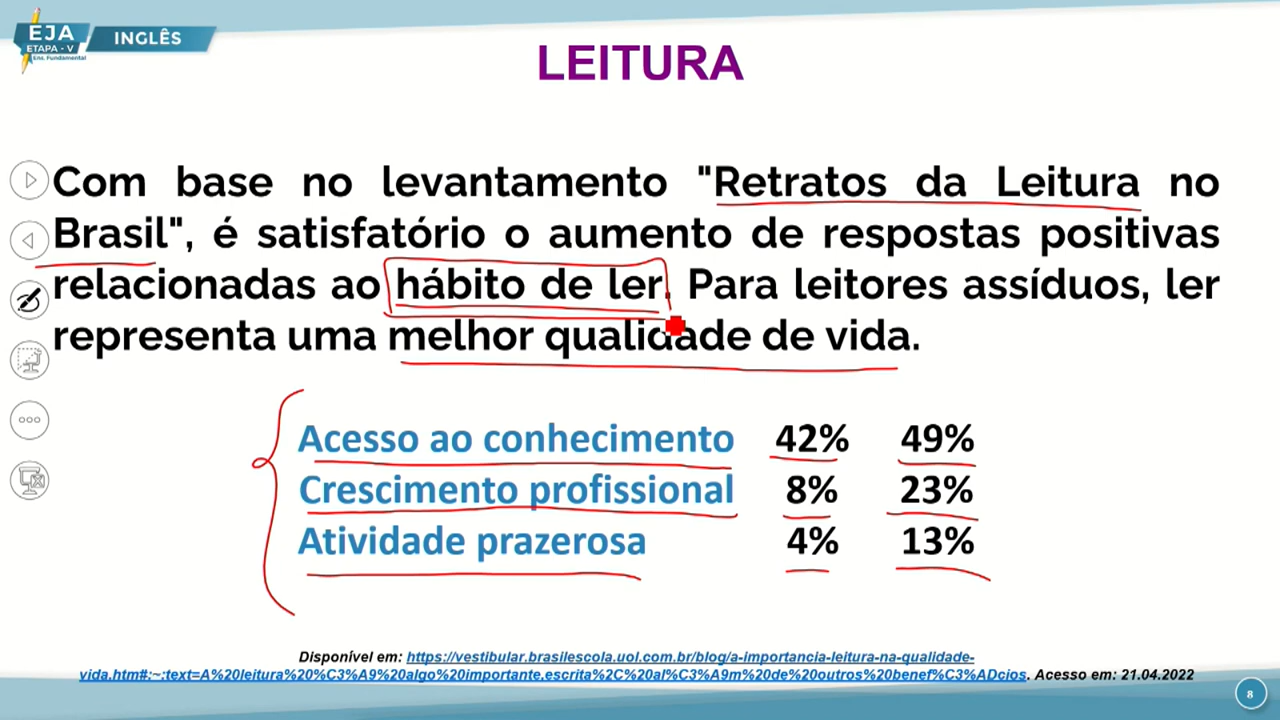 EJA
ETAPA - V
Ens. Fundamental
INGLÊS
LEITURA
Com base no levantamento "Retratos da Leitura no
Brasil", é satisfatório o aumento de respostas positivas
relacionadas ao hábito de ler. Para leitores assíduos, ler
representa uma melhor qualidade de vida.
Acesso ao conhecimento 42% 49%
Crescimento profissional 8% 23%
Atividade prazerosa 4% 13%
Disponível em: https://vestibular.brasilescola.uol.com.br/blog/a-importancia-leitura-na-qualidade-
vida.htm#:~:text=A%20leitura%20%C3%A9%20algo%20importante,escrita%2C%20al%C3%A9m%20de%20outros%20benef%C3%ADcios. Acesso em: 21.04.2022
8